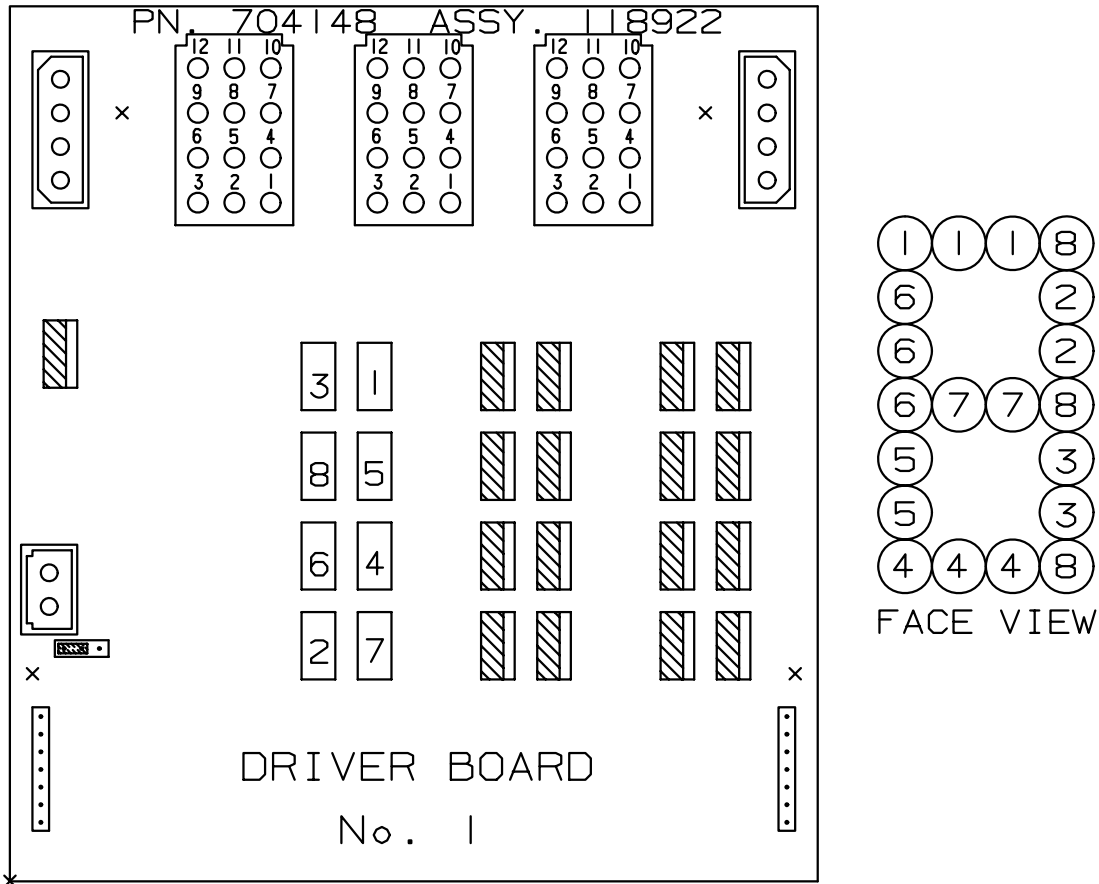 PN. 704148 ASSY. 118922
12 11 10 12 11 10 12 11 10
9 8 7 9 8 7 9 8 7
6 5 4 6 5 4 6 5 4
3 2 1 3 2 1 3 2 1
3 1
8 5
6 4
2 7
DRIVER BOARD
No. 1
1 1 1 8
6 2
6 2
6 7 7 8
5 3
5 3
4 4 4 8
FACE VIEW